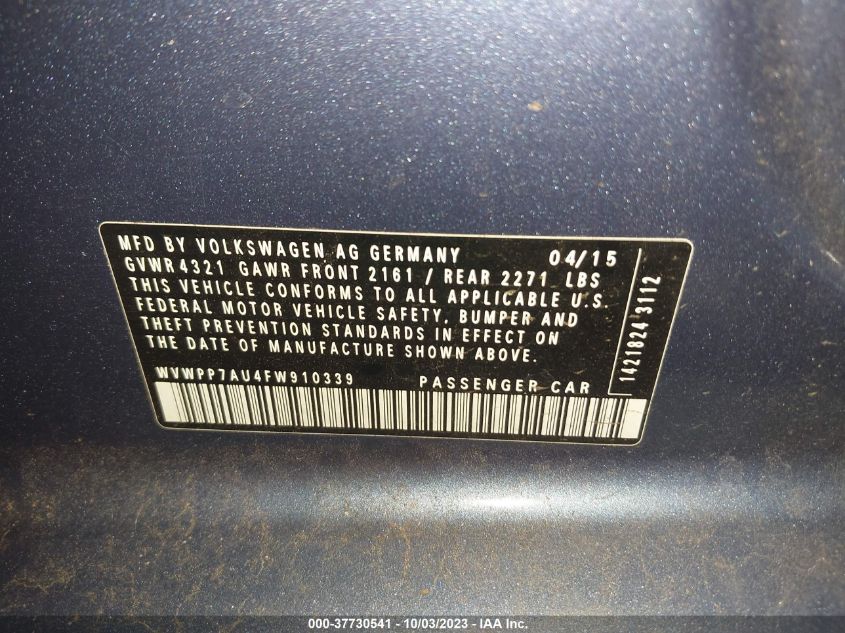 MFD BY VOLKSWAGEN AG GERMANY 04/15
GVWR 4321 GAWR FRONT 2161 / REAR 2271 LBS
THIS VEHICLE CONFORMS TO ALL APPLICABLE U.S.
FEDERAL MOTOR VEHICLE SAFETY, BUMPER AND
THEFT PREVENTION STANDARDS IN EFFECT ON
THE DATE OF MANUFACTURE SHOWN ABOVE.
WVWPP7AU4FW910339 PASSENGER CAR
1421824 3112
000-37730541 - 10/03/2023 - IAA Inc.